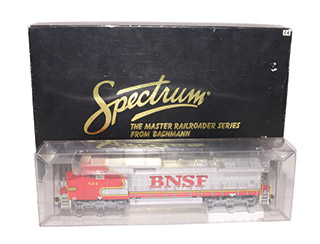 Spectrum®
THE MASTER RAILROADER SERIES
FROM BACHMANN
BNSF